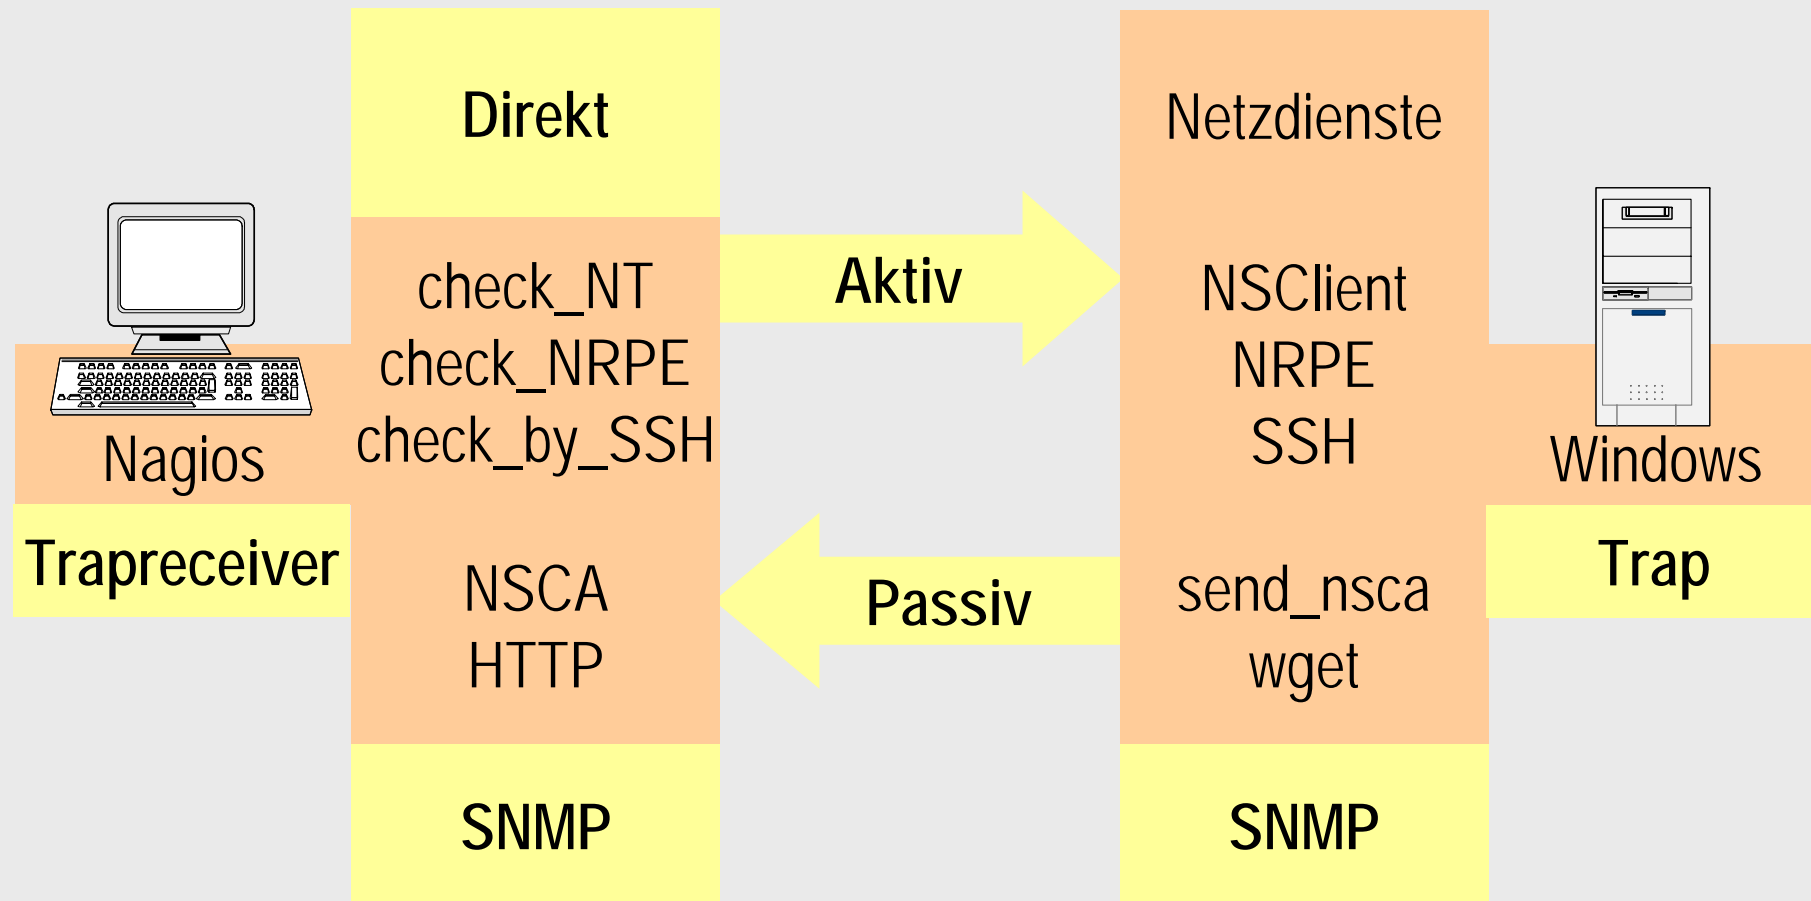 Direkt
Netzdienste
check_NT
check_NRPE
check_by_SSH
Aktiv
NSClient
NRPE
SSH
Nagios
Windows
Trapreceiver
Trap
NSCA
HTTP
Passiv
send_nsca
wget
SNMP
SNMP